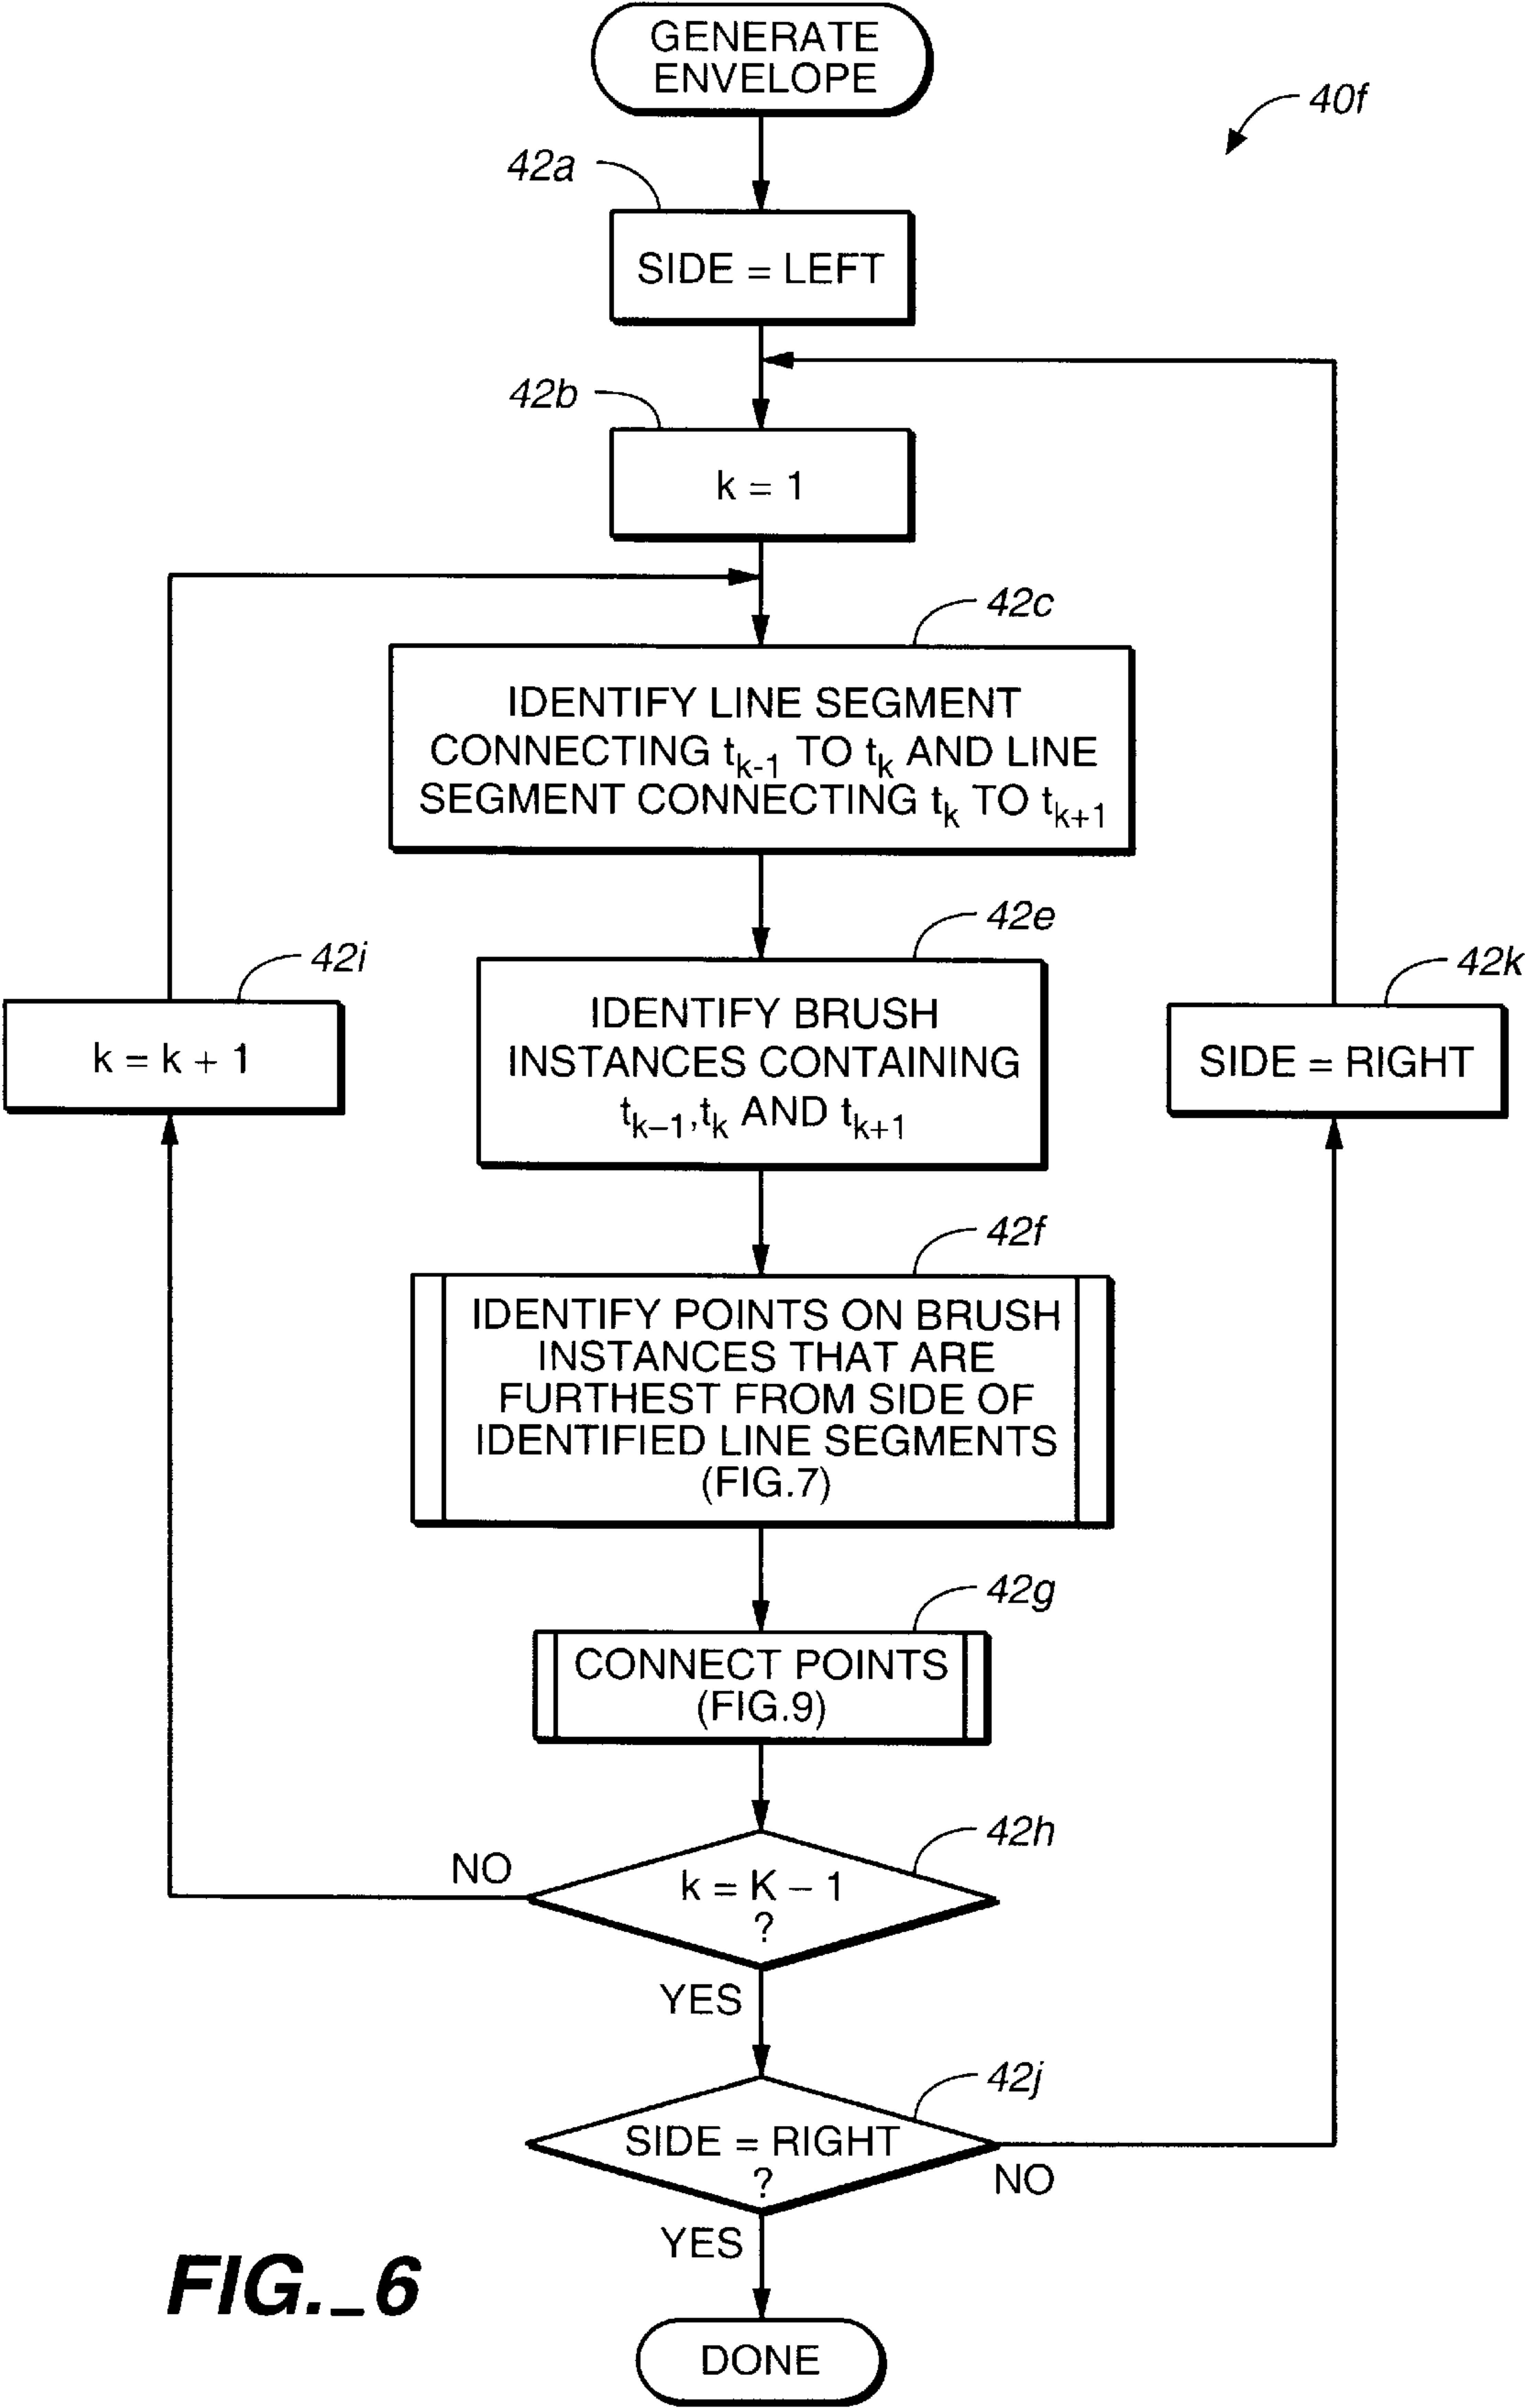 GENERATE
ENVELOPE
40f
42a
SIDE = LEFT
42b
k = 1
42c
IDENTIFY LINE SEGMENT
CONNECTING tk-1 TO tk AND LINE
SEGMENT CONNECTING tk TO tk+1
42e
IDENTIFY BRUSH
INSTANCES CONTAINING
tk–1,tk AND tk+1
42i
k = k + 1
42k
SIDE = RIGHT
42f
IDENTIFY POINTS ON BRUSH
INSTANCES THAT ARE
FURTHEST FROM SIDE OF
IDENTIFIED LINE SEGMENTS
(FIG.7)
42g
CONNECT POINTS
(FIG.9)
42h
NO
k = K – 1
?
YES
42j
SIDE = RIGHT
?
NO
YES
FIG._6
DONE